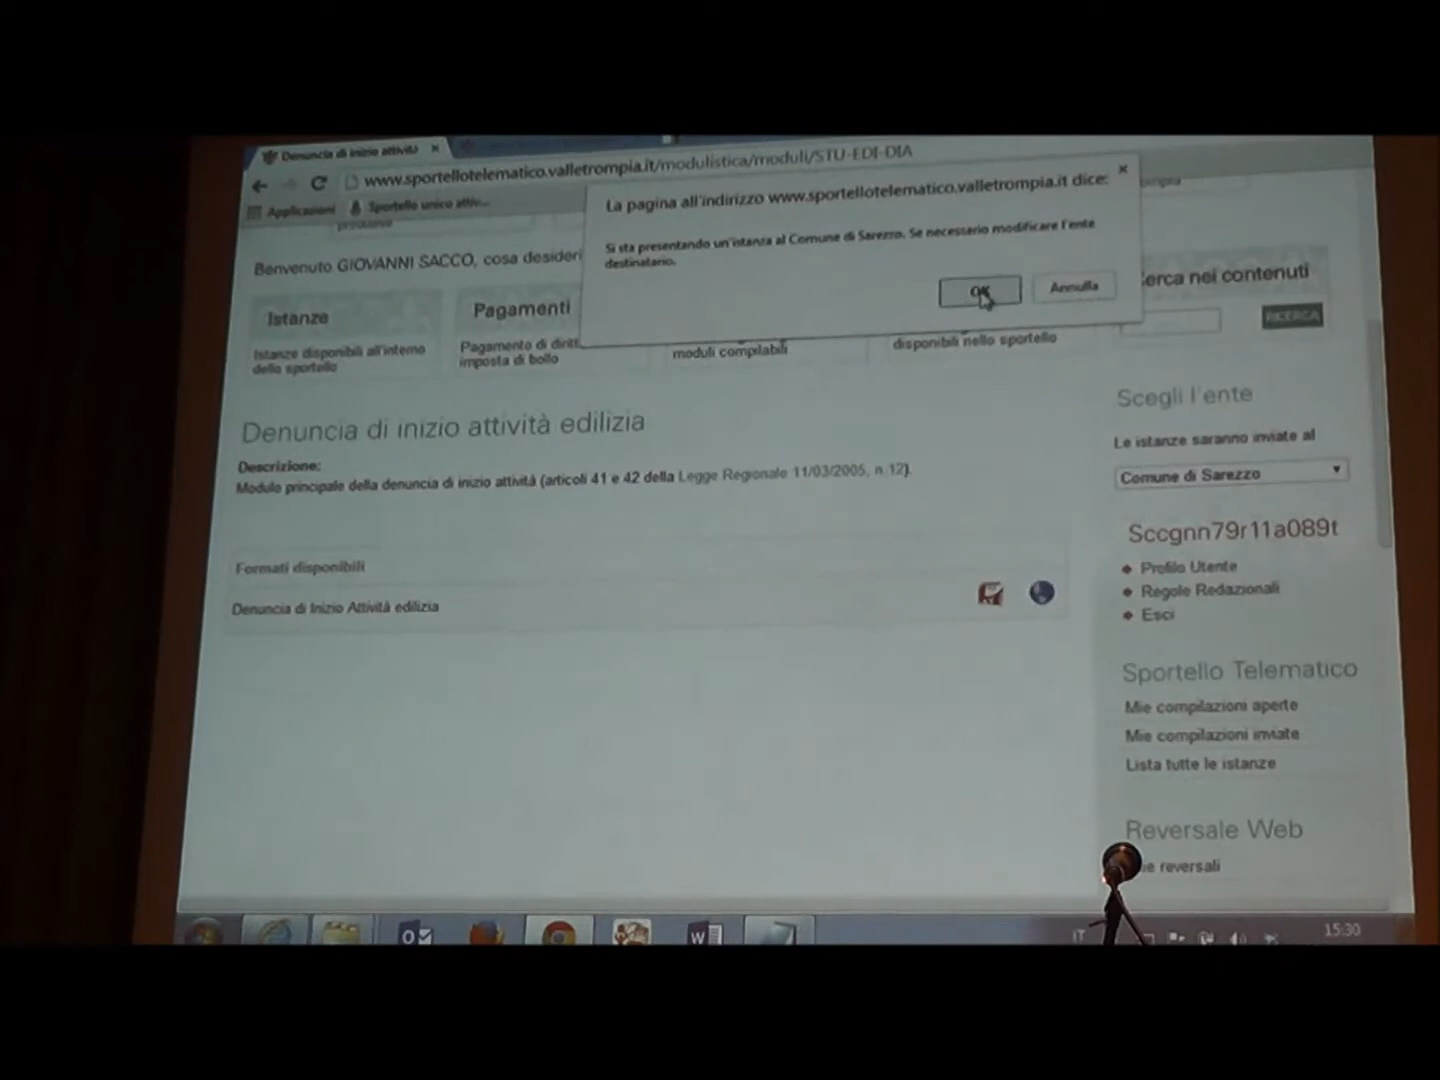 Denuncia di inizio attività
www.sportellotelematico.valletrompia.it/modulistica/moduli/STU-EDI-DIA
Applicazioni
Sportello unico attiv...
La pagina all'indirizzo www.sportellotelematico.valletrompia.it dice:
Si sta presentando un'istanza al Comune di Sarezzo. Se necessario modificare l'ente
destinatario.
OK
Annulla
Benvenuto GIOVANNI SACCO, cosa desideri
Istanze
Istanze disponibili all'interno
dello sportello
Pagamenti
Pagamento di diritt
imposta di bollo
moduli compilabili
disponibili nello sportello
erca nei contenuti
RICERCA
Denuncia di inizio attività edilizia
Descrizione:
Modulo principale della denuncia di inizio attività (articoli 41 e 42 della Legge Regionale 11/03/2005, n. 12).
Formati disponibili
Denuncia di Inizio Attività edilizia
Scegli l'ente
Le istanze saranno inviate al
Comune di Sarezzo
Sccgnn79r11a089t
Profilo Utente
Regole Redazionali
Esci
Sportello Telematico
Mie compilazioni aperte
Mie compilazioni inviate
Lista tutte le istanze
Reversale Web
e reversali
IT
15:30